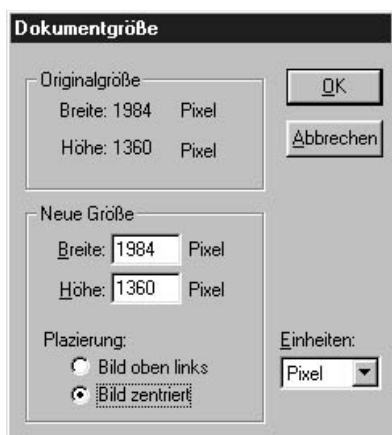 Dokumentgröße
Originalgröße
Breite: 1984 Pixel
Höhe: 1360 Pixel
OK
Abbrechen
Neue Größe
Breite: 1984 Pixel
Höhe: 1360 Pixel
Plazierung:
Bild oben links
Bild zentriert
Einheiten:
Pixel